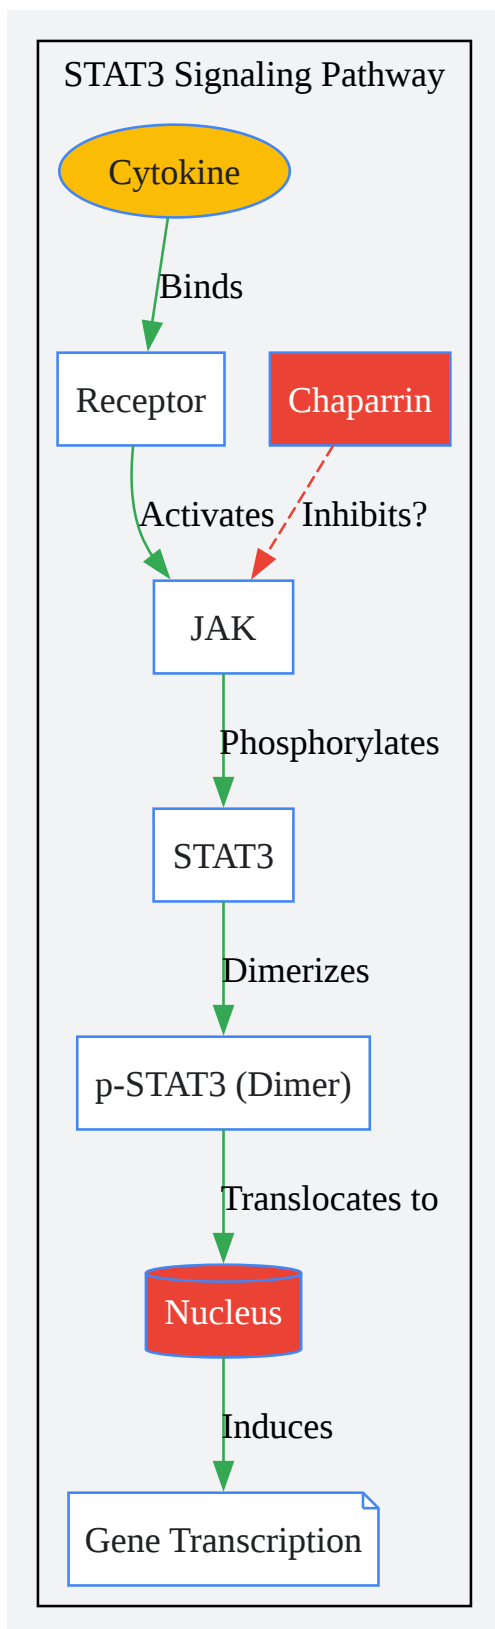 STAT3 Signaling Pathway
Cytokine
Binds
Receptor
Chaparrin
Activates
Inhibits?
JAK
Phosphorylates
STAT3
Dimerizes
p-STAT3 (Dimer)
Translocates to
Nucleus
Induces
Gene Transcription